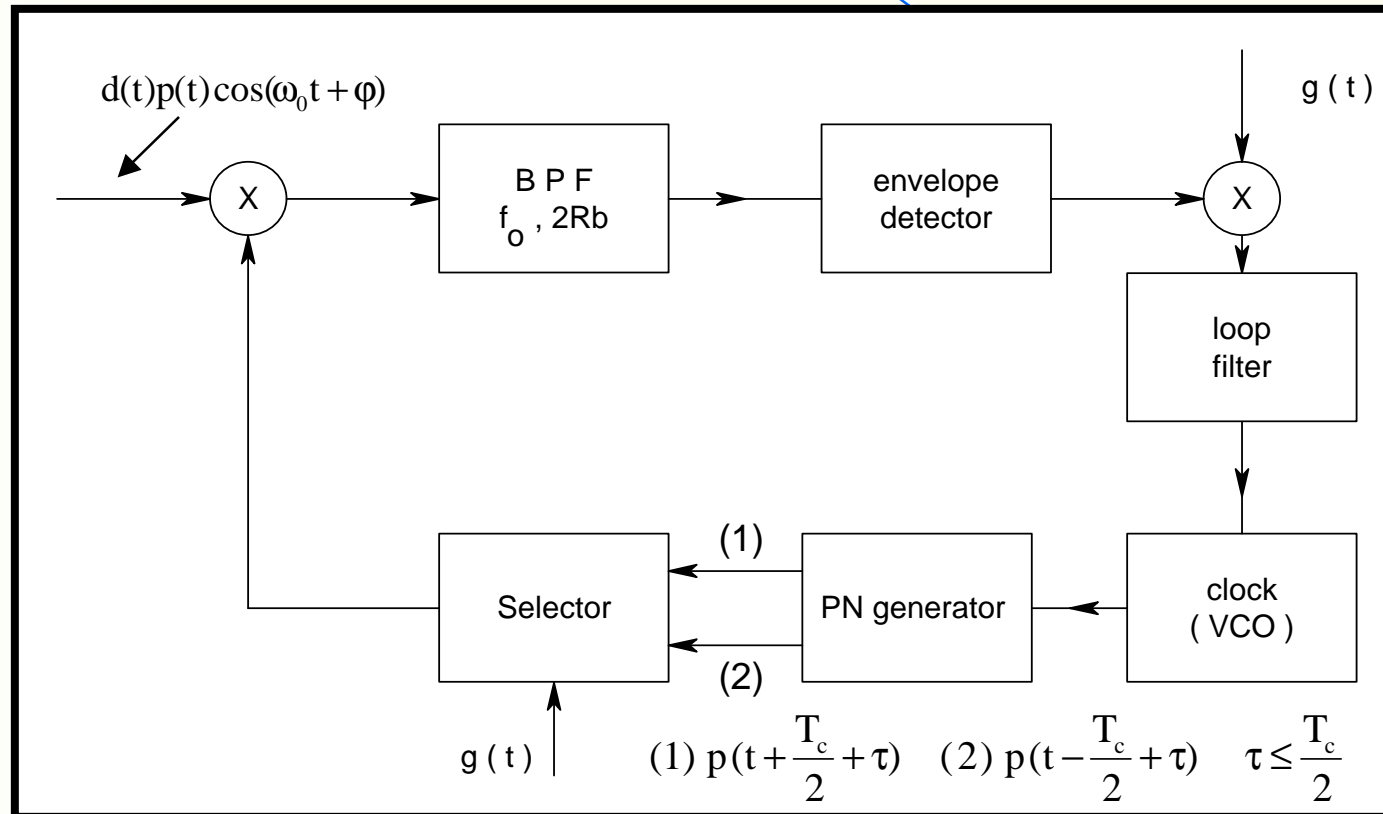 d(t)p(t)cos(ω₀t + φ)
g ( t )
X
B P F
f₀ , 2Rb
envelope
detector
X
loop
filter
(1)
Selector
PN generator
clock
( VCO )
(2)
g ( t )
(1) p(t + T_c/2 + τ) (2) p(t − T_c/2 + τ) τ ≤ T_c/2